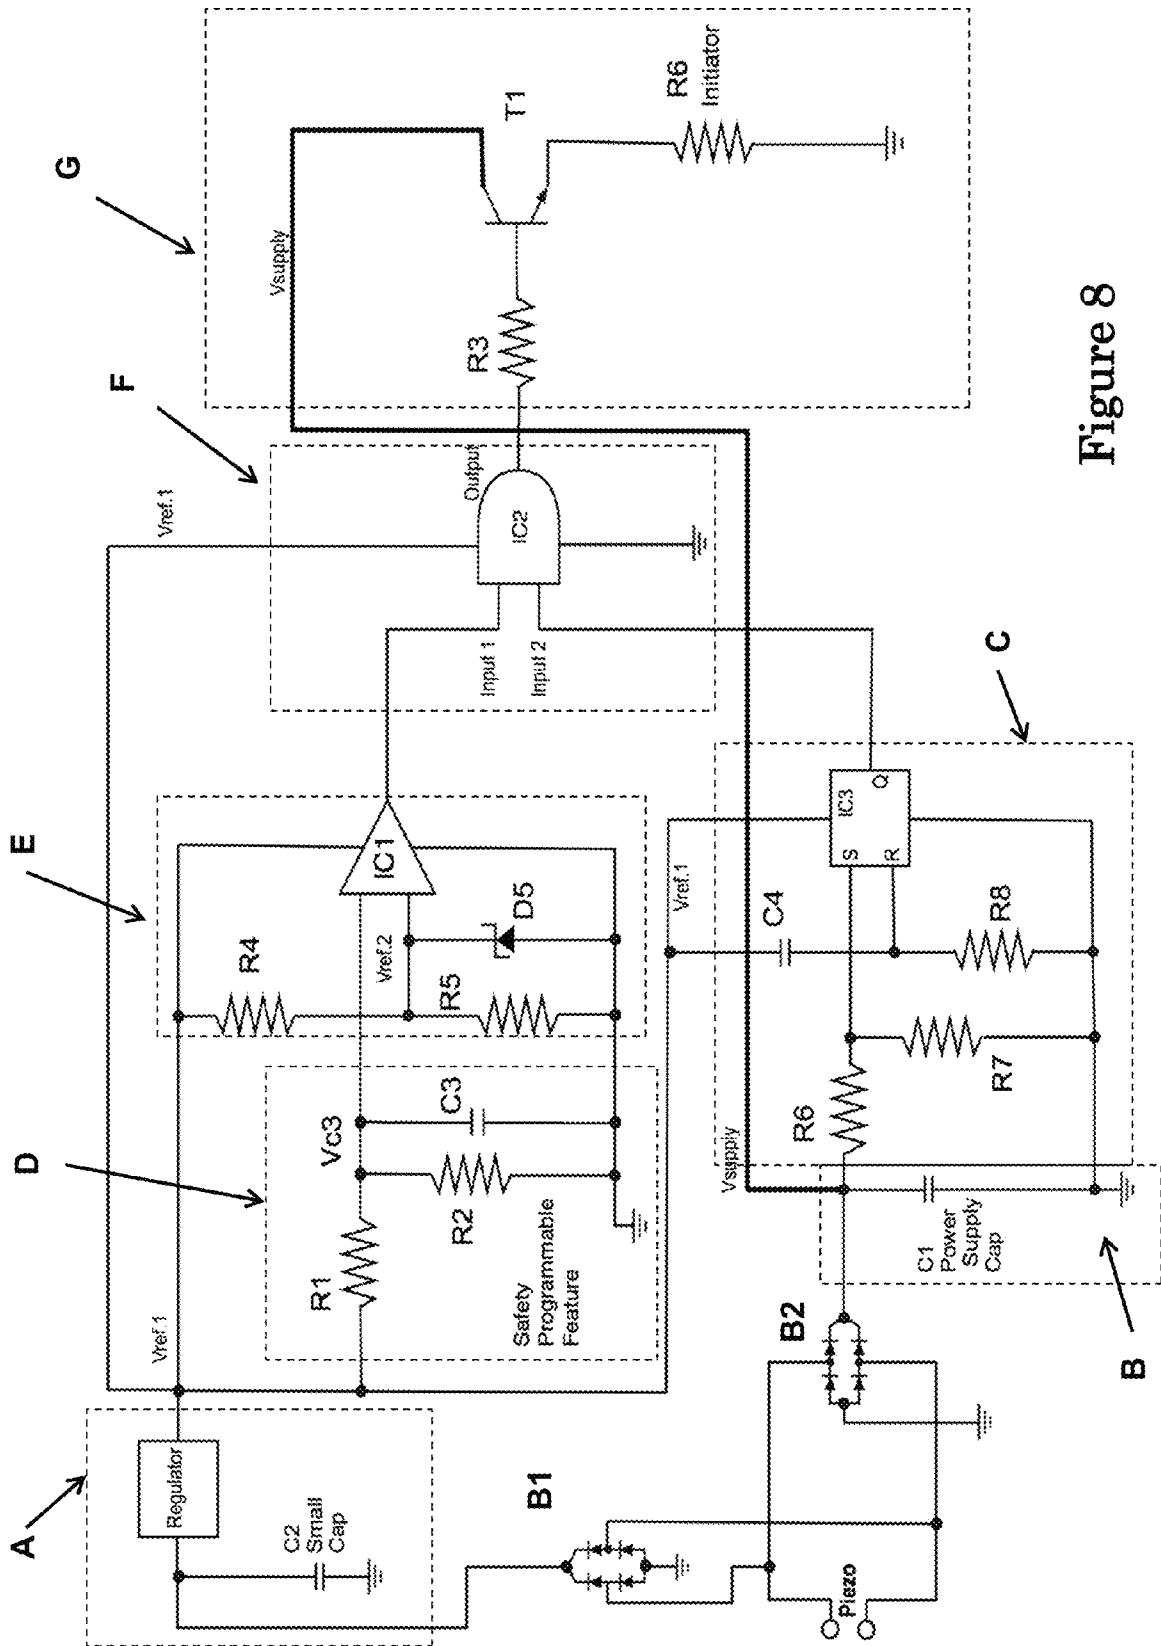 A
Regulator
C2
Small
Cap
Vref.1
D
R1
Vc3
R2
C3
Safety
Programmable
Feature
E
R4
Vref.2
R5
D5
IC1
F
Vref.1
Input 1
Input 2
IC2
Output
G
Vsupply
R3
T1
R6
Initiator
B1
Piezo
B2
B
C1
Power
Supply
Cap
Vsupply
C
R6
R7
Vref.1
C4
R8
S
R
IC3
Q
Figure 8